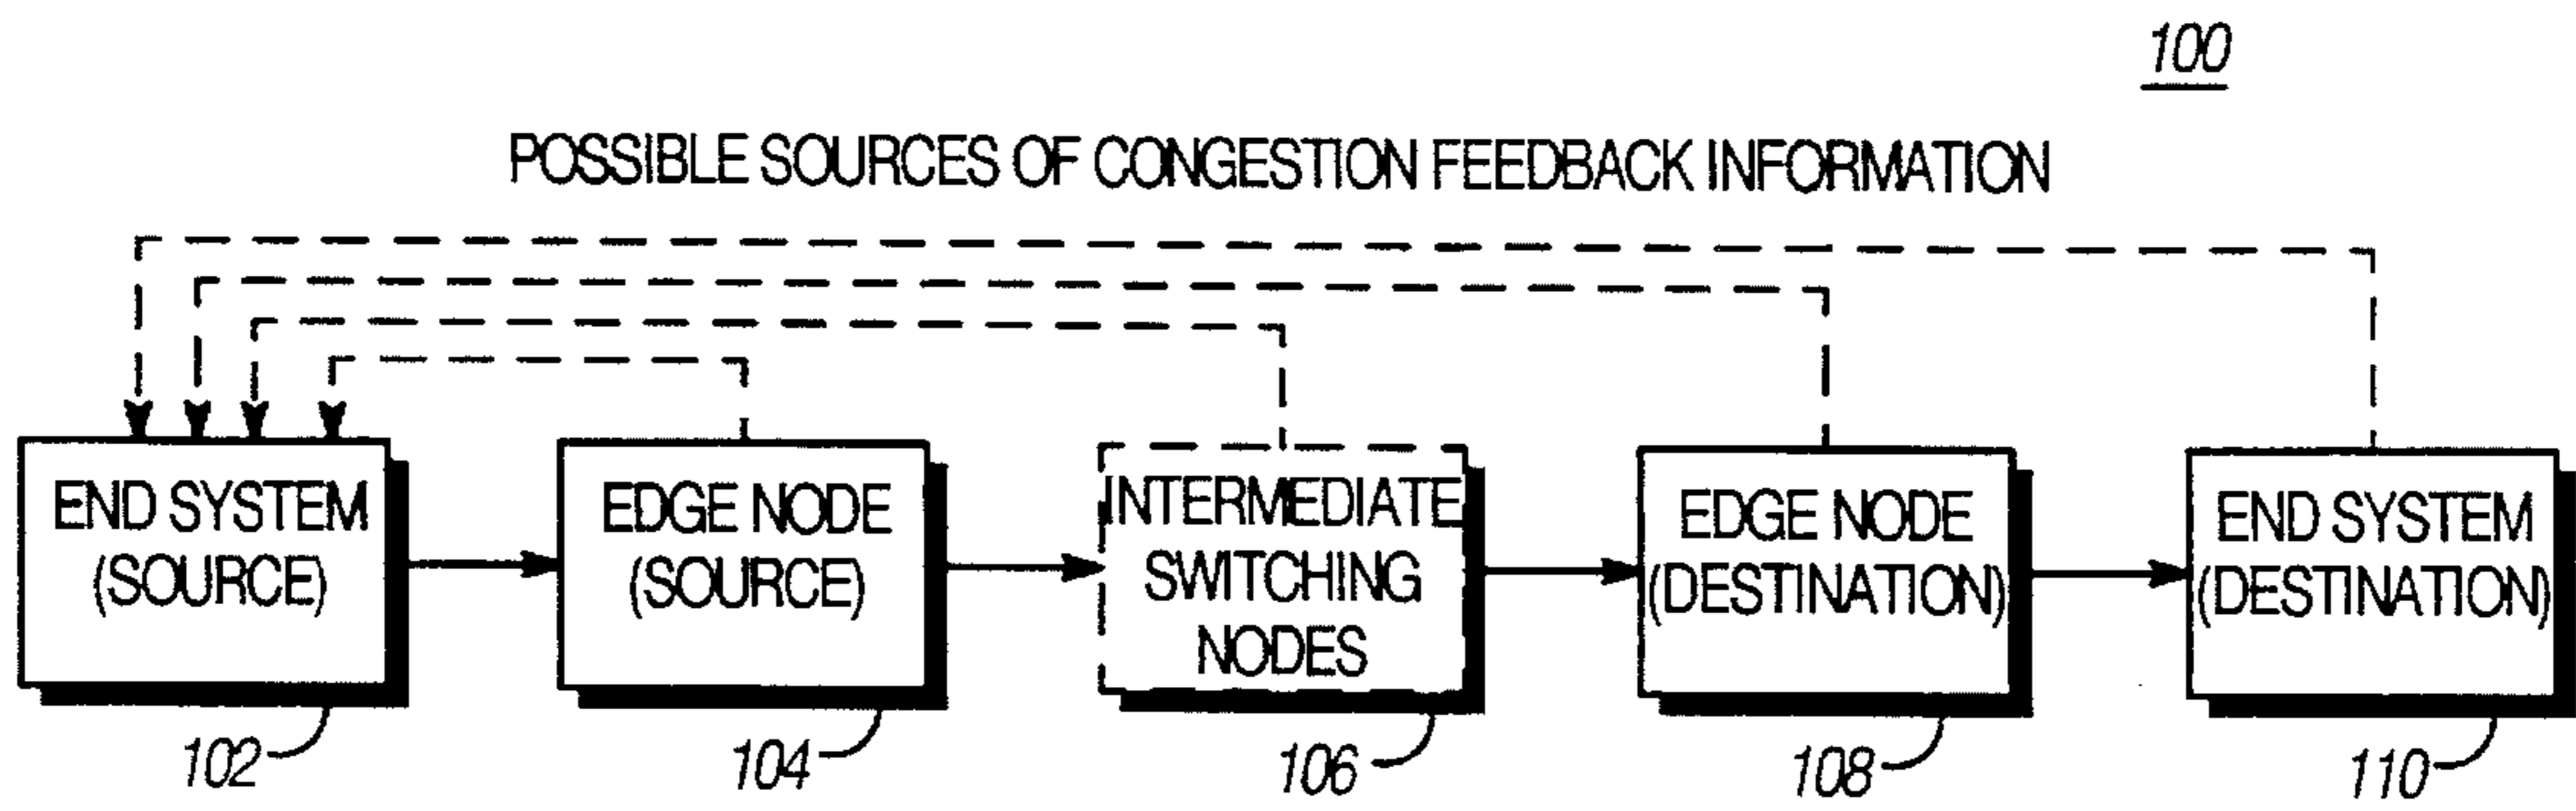 100
POSSIBLE SOURCES OF CONGESTION FEEDBACK INFORMATION
END SYSTEM
(SOURCE)
EDGE NODE
(SOURCE)
INTERMEDIATE
SWITCHING
NODES
EDGE NODE
(DESTINATION)
END SYSTEM
(DESTINATION)
102
104
106
108
110